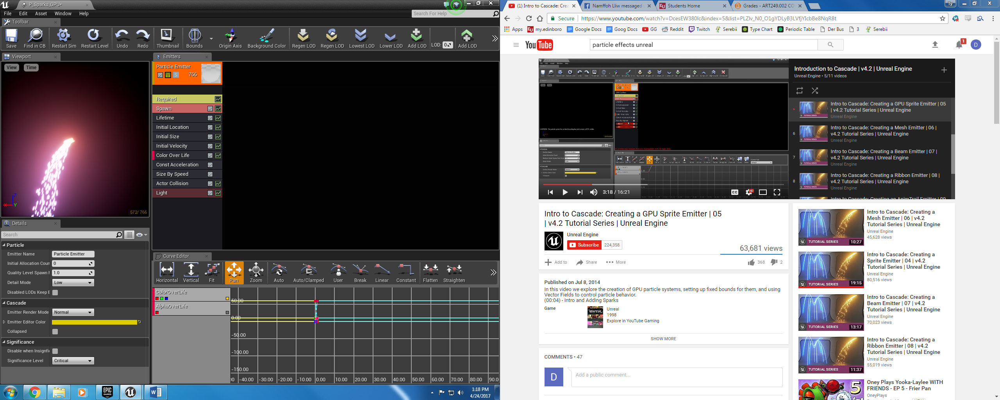 P_Sparks_GPU*
File Edit Asset Window Help
Search For Help
Toolbar
Save Find in CB Restart Sim Restart Level Undo Redo Thumbnail Bounds Origin Axis Background Color Regen LOD Regen LOD Lowest LOD Lower LOD Add LOD LOD: 0 Add LOD
Viewport
View Time
572/ 766
Emitters
Particle Emitter
766
Required
Spawn
Lifetime
Initial Location
Initial Size
Initial Velocity
Color Over Life
Const Acceleration
Size By Speed
Actor Collision
Light
Details
Search
Particle
Emitter Name Particle Emitter
Initial Allocation Coun 0
Quality Level Spawn 1.0
Detail Mode Low
Disabled LODs Keep E
Cascade
Emitter Render Mode Normal
Emitter Editor Color
Collapsed
Significance
Disable when Insignifi
Significance Level Critical
Curve Editor
Horizontal Vertical Fit Pan Zoom Auto Auto/Clamped User Break Linear Constant Flatten Straighten
ColorOverLife
AlphaOverLife
50.00
0.00
-50.00
-100.00
-150.00
-40.00 -30.00 -20.00 -10.00 0.00 10.00 20.00 30.00 40.00 50.00 60.00 70.00 80.00 90.0
EPIC GAMES
1:18 PM
4/24/2017
(1) Intro to Cascade: Crea
Namffoh Lliw messaged
Students Home
Grades - ART249.002 CO
Ty
Secure https://www.youtube.com/watch?v=DcesEW380Ic&index=5&list=PLZlv_N0_O1gYDLyB3LVfjYIcbBe8NqR8t
Apps my.edinboro Google Docs Goog Docs GG Reddit Twitch Serebii Type Chart Periodic Table Der Bus 3 Serebii
YouTube
particle effects unreal
1
D
3:18 / 16:21
CC
HD
Introduction to Cascade | v4.2 | Unreal Engine
Unreal Engine • 5/11 videos
Intro to Cascade: Creating a GPU Sprite Emitter | 05
| v4.2 Tutorial Series | Unreal Engine
Unreal Engine
6
Intro to Cascade: Creating a Mesh Emitter | 06 |
v4.2 Tutorial Series | Unreal Engine
Unreal Engine
7
Intro to Cascade: Creating a Beam Emitter | 07 |
v4.2 Tutorial Series | Unreal Engine
Unreal Engine
8
Intro to Cascade: Creating a Ribbon Emitter | 08 |
v4.2 Tutorial Series | Unreal Engine
Unreal Engine
Intro to Cascade: Creating an AnimTrail Emitter | 09
Intro to Cascade: Creating a GPU Sprite Emitter | 05
| v4.2 Tutorial Series | Unreal Engine
Unreal Engine
Subscribe 224,358
63,681 views
Add to Share More
368 2
Published on Jul 8, 2014
In this video we explore the creation of GPU particle systems, setting up fixed bounds for them, and using
Vector Fields to control particle behavior.
(00:04) - Intro and Adding Sparks
Game
Unreal
1998
Explore in YouTube Gaming
SHOW MORE
COMMENTS • 47
D
Add a public comment...
Intro to Cascade: Creating a
Mesh Emitter | 06 | v4.2
Tutorial Series | Unreal Engine
Unreal Engine
45,628 views
TUTORIAL SERIES 10:27
Intro to Cascade: Creating a
Sprite Emitter | 04 | v4.2
Tutorial Series | Unreal Engine
Unreal Engine
80,516 views
TUTORIAL SERIES 19:15
Intro to Cascade: Creating a
Beam Emitter | 07 | v4.2
Tutorial Series | Unreal Engine
Unreal Engine
70,023 views
TUTORIAL SERIES 13:17
Intro to Cascade: Creating a
Ribbon Emitter | 08 | v4.2
Tutorial Series | Unreal Engine
Unreal Engine
55,019 views
TUTORIAL SERIES 11:37
Oney Plays Yooka-Laylee WITH
FRIENDS - EP 5 - Frier Pan
OneyPlays
5